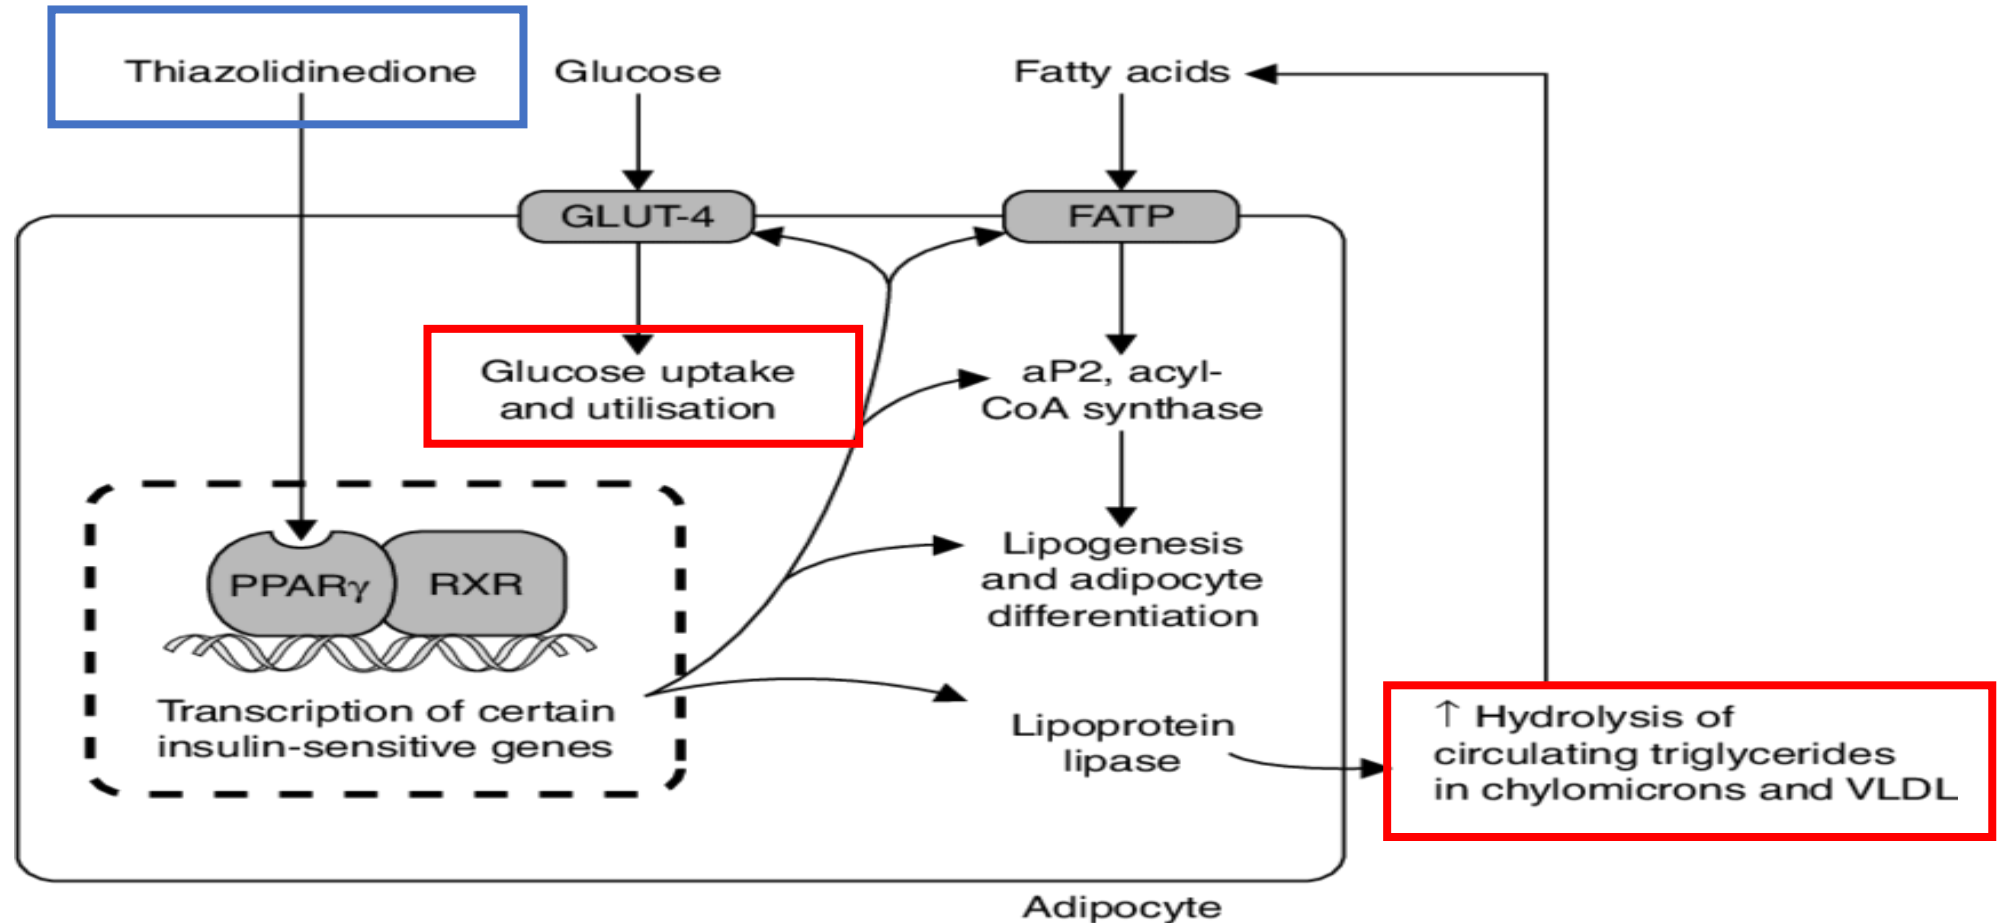 Thiazolidinedione
Glucose
Fatty acids
GLUT-4
FATP
Glucose uptake
and utilisation
aP2, acyl-
CoA synthase
PPARγ
RXR
Lipogenesis
and adipocyte
differentiation
Transcription of certain
insulin-sensitive genes
Lipoprotein
lipase
↑ Hydrolysis of
circulating triglycerides
in chylomicrons and VLDL
Adipocyte